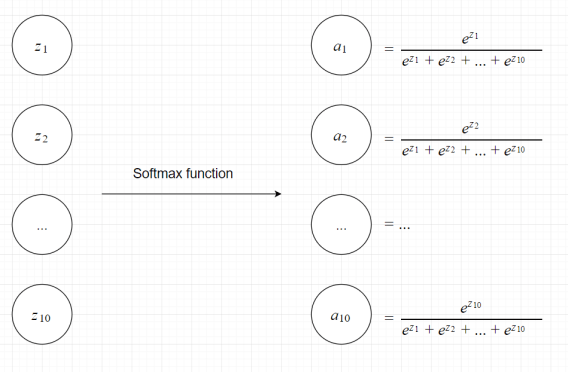 z1
a1 = e^z1 / (e^z1 + e^z2 + ... + e^z10)
z2
a2 = e^z2 / (e^z1 + e^z2 + ... + e^z10)
Softmax function
...
... = ...
z10
a10 = e^z10 / (e^z1 + e^z2 + ... + e^z10)